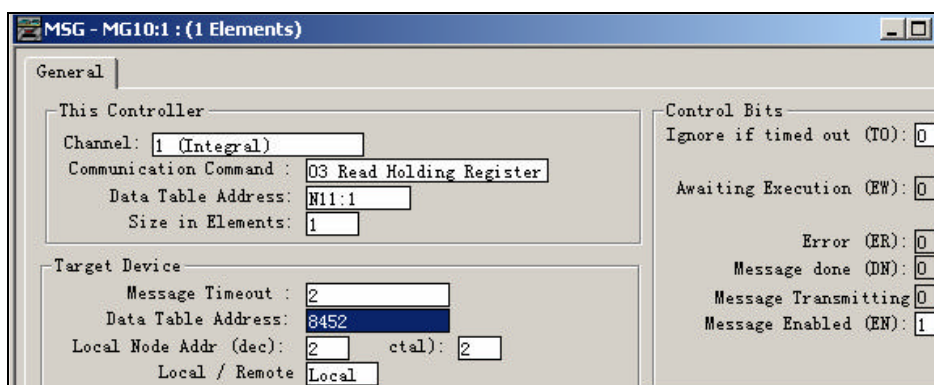 MSG - MG10:1 : (1 Elements)
General
This Controller
Channel: 1 (Integral)
Communication Command : 03 Read Holding Register
Data Table Address: N11:1
Size in Elements: 1
Target Device
Message Timeout : 2
Data Table Address: 8452
Local Node Addr (dec): 2 ctal): 2
Local / Remote Local
Control Bits
Ignore if timed out (TO): 0
Awaiting Execution (EW): 0
Error (ER): 0
Message done (DN): 0
Message Transmitting 0
Message Enabled (EN): 1